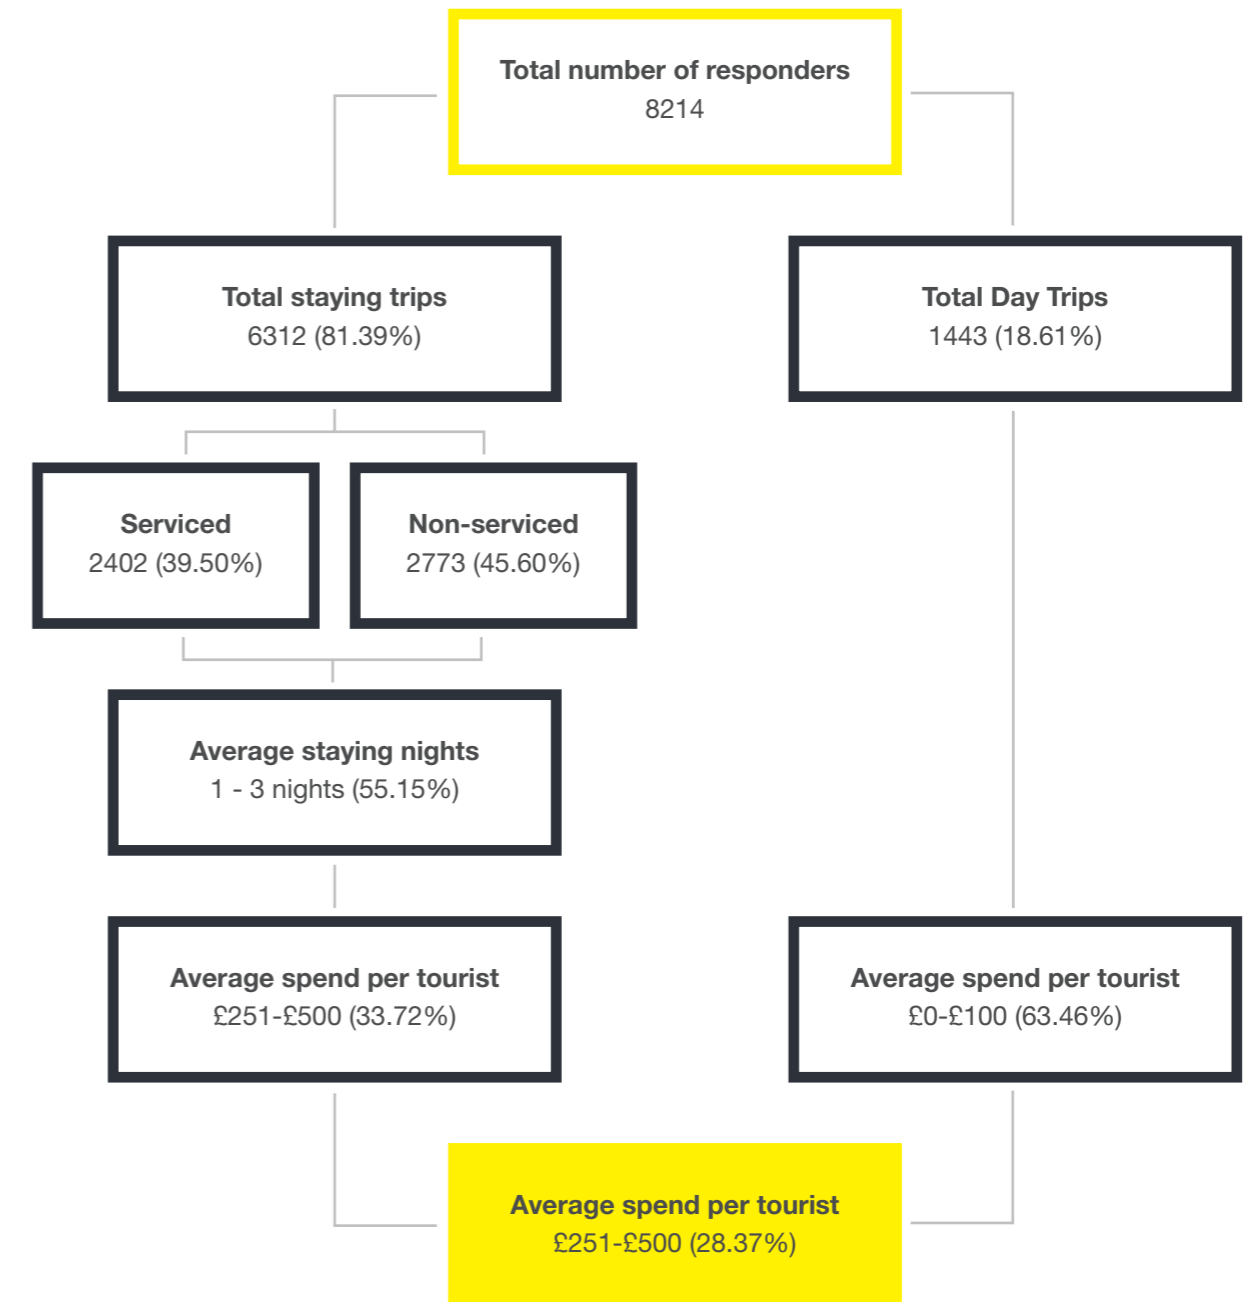 Total number of responders
8214
Total staying trips
6312 (81.39%)
Total Day Trips
1443 (18.61%)
Serviced
2402 (39.50%)
Non-serviced
2773 (45.60%)
Average staying nights
1 - 3 nights (55.15%)
Average spend per tourist
£251-£500 (33.72%)
Average spend per tourist
£0-£100 (63.46%)
Average spend per tourist
£251-£500 (28.37%)